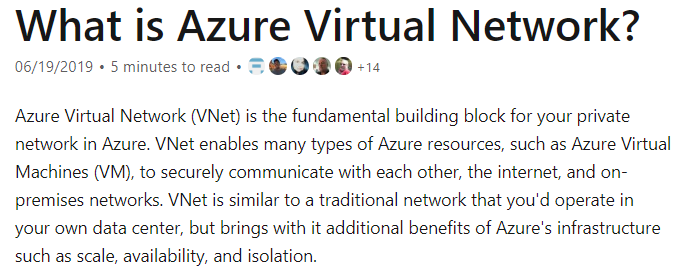 What is Azure Virtual Network?
06/19/2019 • 5 minutes to read • +14
Azure Virtual Network (VNet) is the fundamental building block for your private
network in Azure. VNet enables many types of Azure resources, such as Azure Virtual
Machines (VM), to securely communicate with each other, the internet, and on-
premises networks. VNet is similar to a traditional network that you'd operate in
your own data center, but brings with it additional benefits of Azure's infrastructure
such as scale, availability, and isolation.